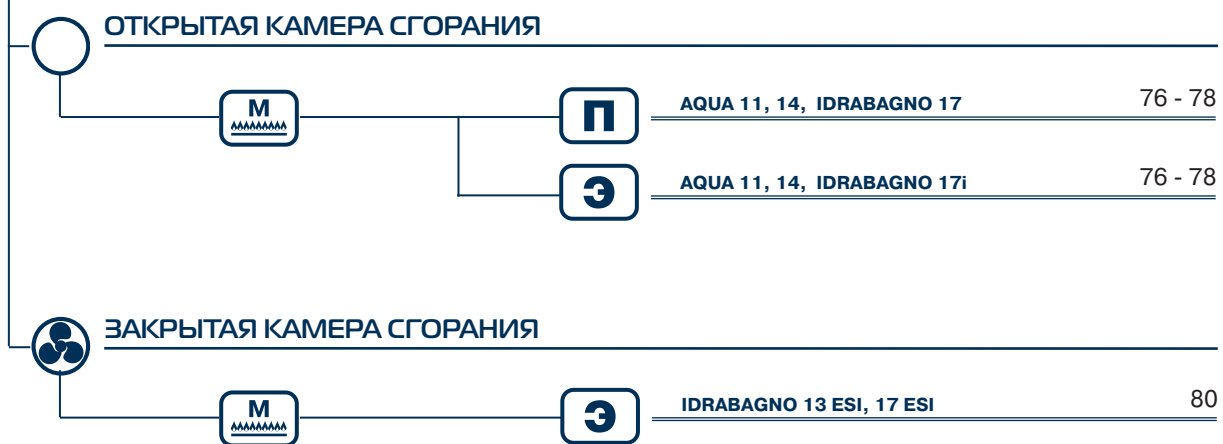 ОТКРЫТАЯ КАМЕРА СГОРАНИЯ
М П AQUA 11, 14, IDRABAGNO 17 76 - 78
Э AQUA 11, 14, IDRABAGNO 17i 76 - 78
ЗАКРЫТАЯ КАМЕРА СГОРАНИЯ
М Э IDRABAGNO 13 ESI, 17 ESI 80